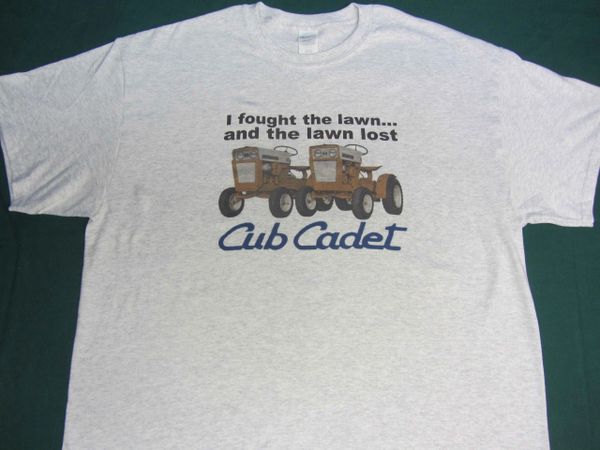 I fought the lawn...
and the lawn lost
Cub Cadet